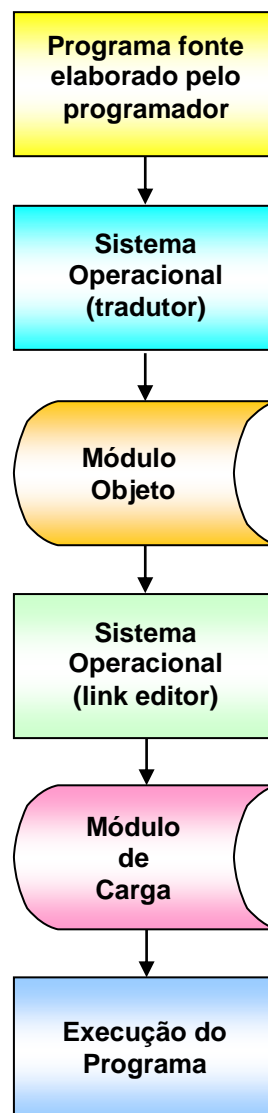 Programa fonte
elaborado pelo
programador
Sistema
Operacional
(tradutor)
Módulo
Objeto
Sistema
Operacional
(link editor)
Módulo
de
Carga
Execução do
Programa